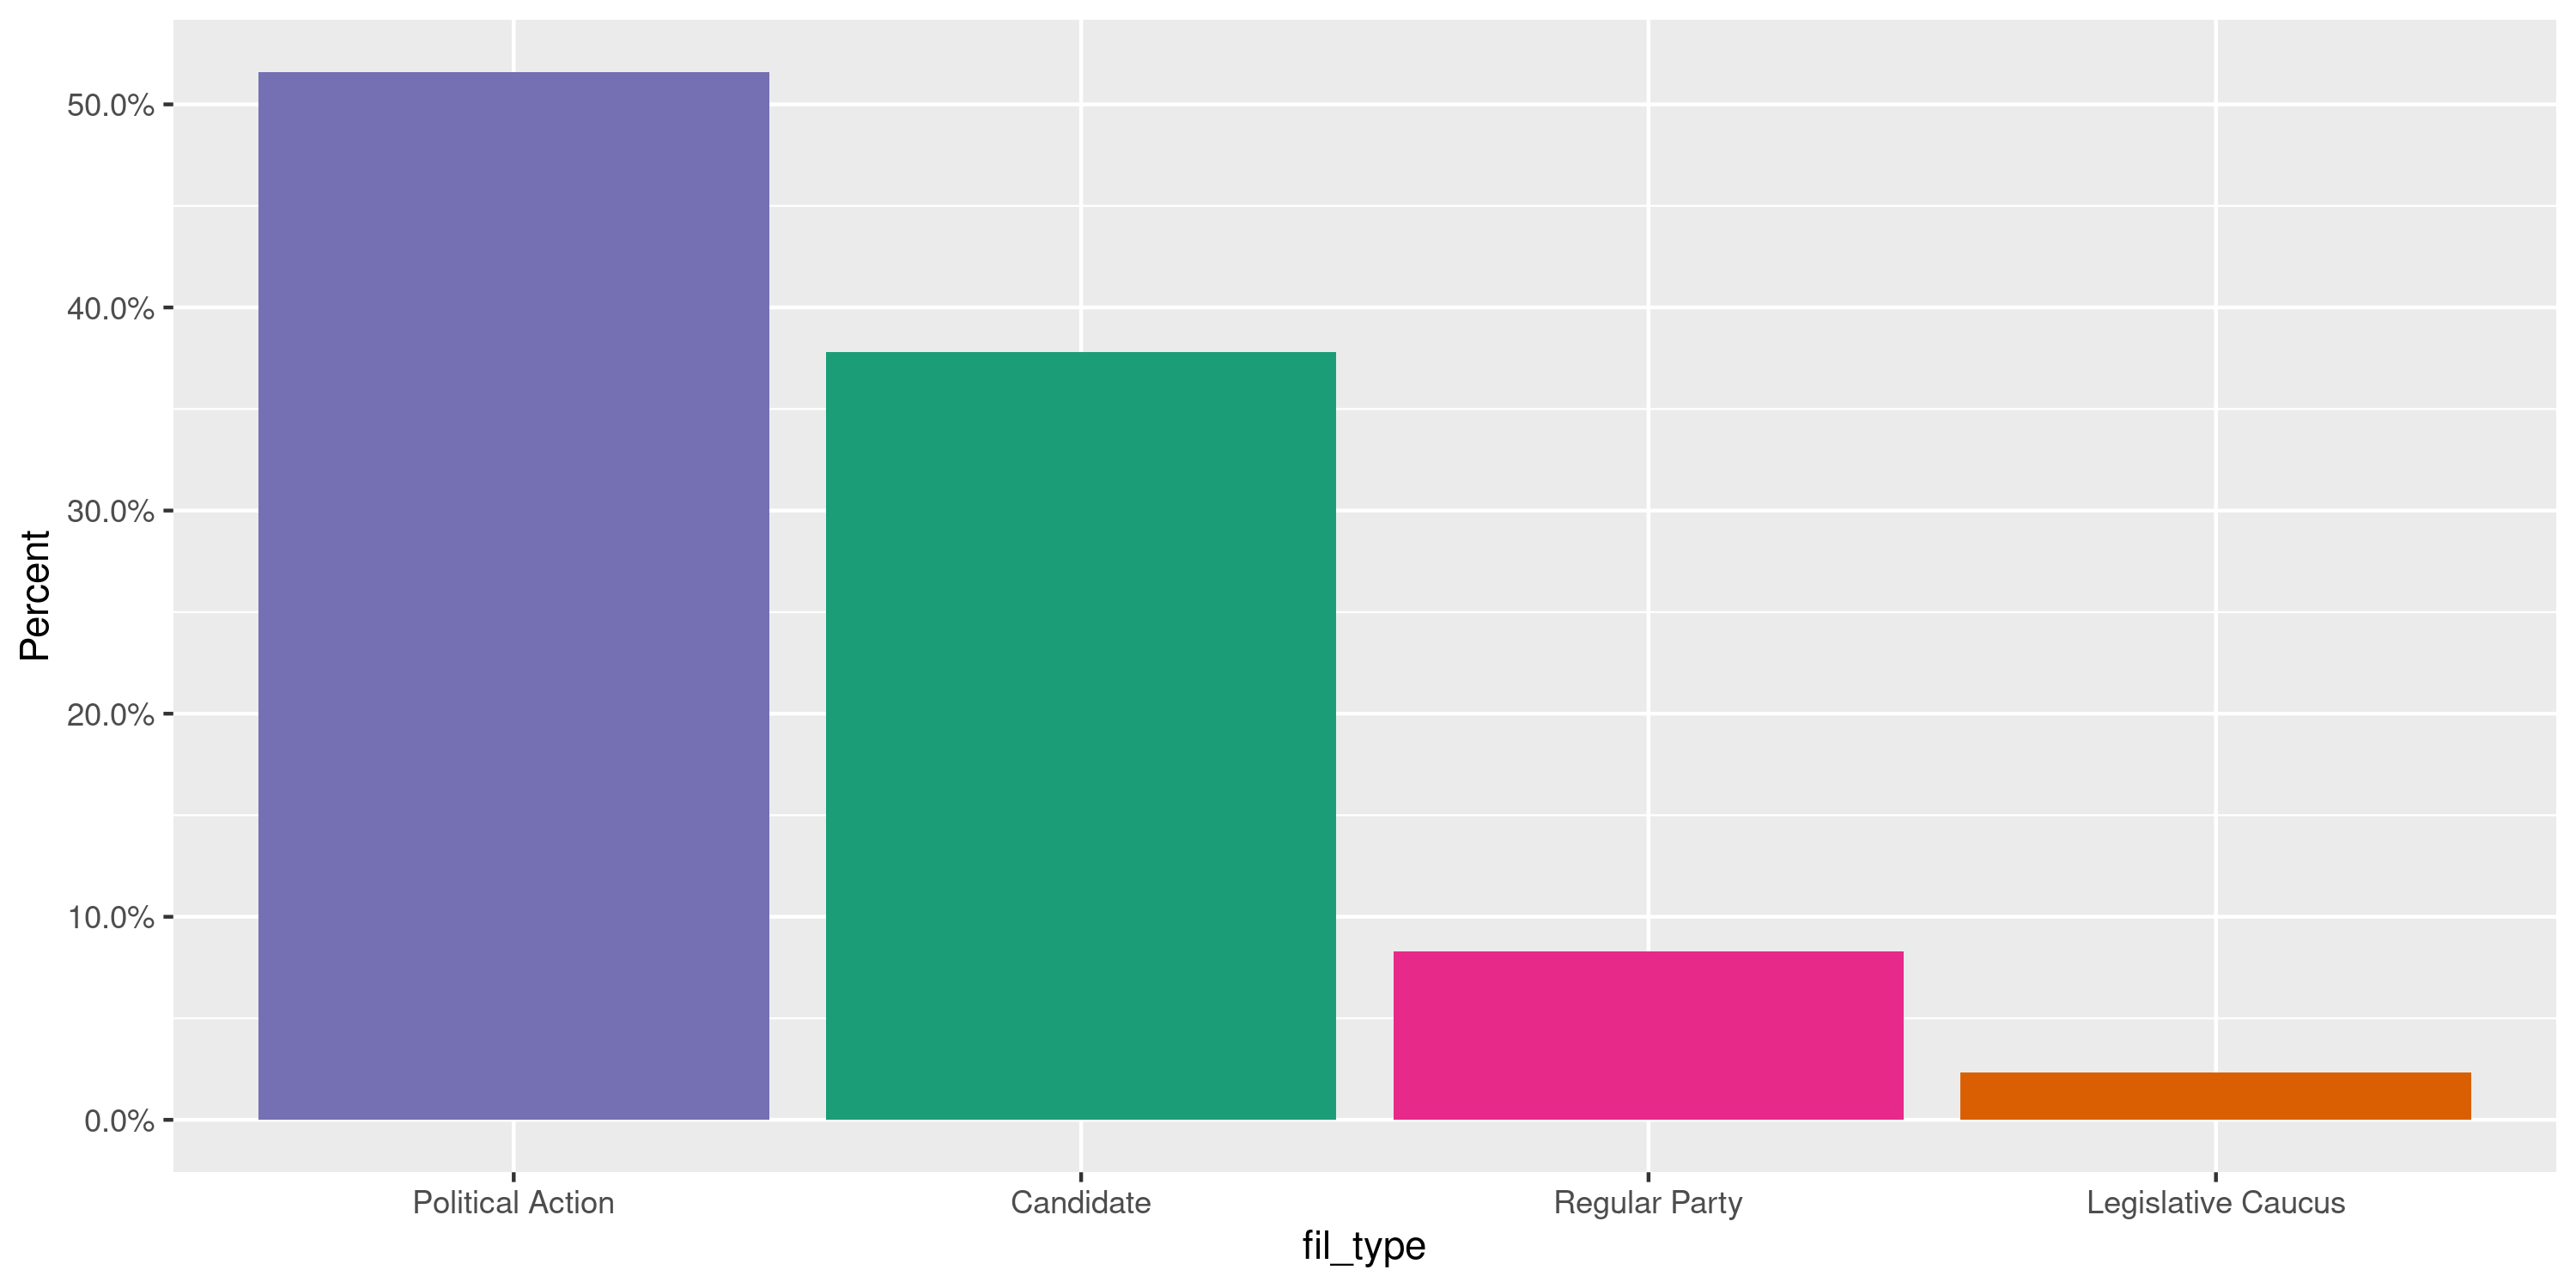 Percent
50.0%
40.0%
30.0%
20.0%
10.0%
0.0%
Political Action
Candidate
Regular Party
Legislative Caucus
fil_type